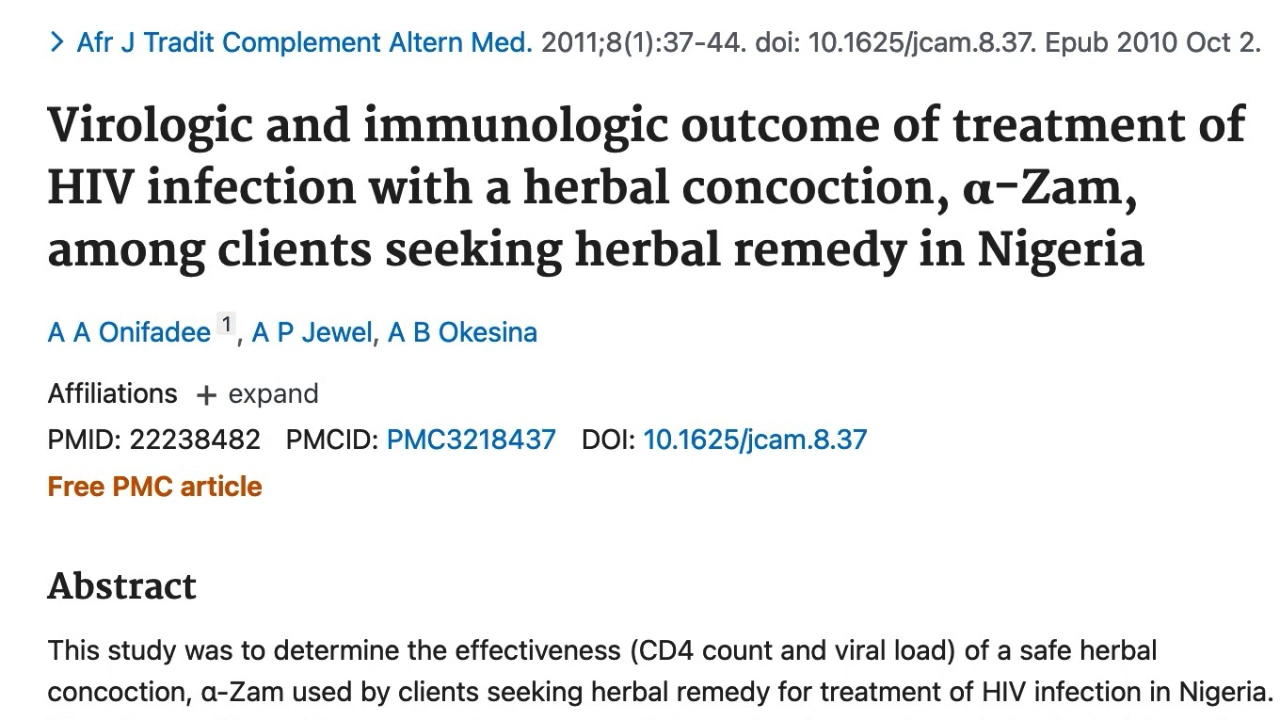 > Afr J Tradit Complement Altern Med. 2011;8(1):37-44. doi: 10.1625/jcam.8.37. Epub 2010 Oct 2.
Virologic and immunologic outcome of treatment of
HIV infection with a herbal concoction, α-Zam,
among clients seeking herbal remedy in Nigeria
A A Onifadee 1, A P Jewel, A B Okesina
Affiliations + expand
PMID: 22238482 PMCID: PMC3218437 DOI: 10.1625/jcam.8.37
Free PMC article
Abstract
This study was to determine the effectiveness (CD4 count and viral load) of a safe herbal
concoction, α-Zam used by clients seeking herbal remedy for treatment of HIV infection in Nigeria.